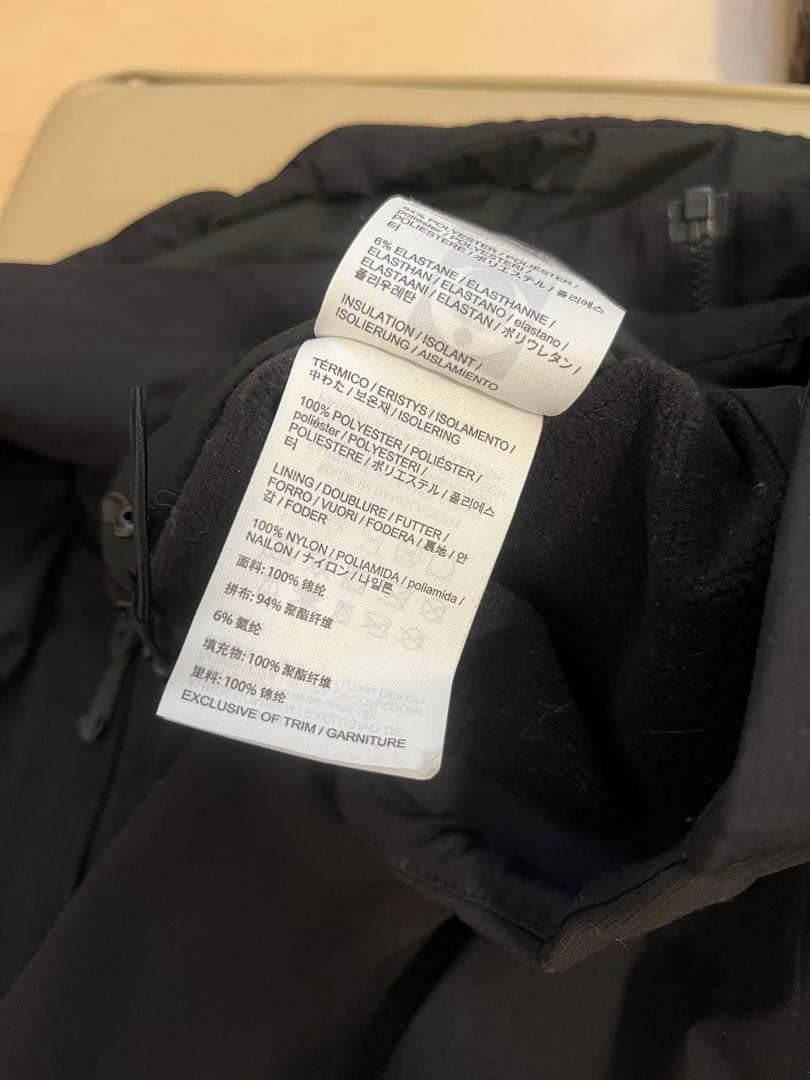 94% POLYESTER / POLIÉSTER /
poliéster / POLYESTERI /
POLIESTERE / ポリエステル / 폴리에스
터
6% ELASTANE / ÉLASTHANNE /
ELASTHAN / ELASTANO / elastano /
ELASTAANI / ELASTAN / ポリウレタン /
폴리우레탄
INSULATION / ISOLANT /
ISOLIERUNG / AISLAMIENTO
TÉRMICO / ERISTYS / ISOLAMENTO /
中わた / 보온재 / ISOLERING
100% POLYESTER / POLIÉSTER /
poliéster / POLYESTERI /
POLIESTERE / ポリエステル / 폴리에스
터
LINING / DOUBLURE / FUTTER /
FORRO / VUORI / FODERA / 裏地 / 안
감 / FODER
100% NYLON / POLIAMIDA / poliamida /
NAILON / ナイロン / 나일론
面料: 100% 锦纶
拼布: 94% 聚酯纤维
6% 氨纶
填充物: 100% 聚酯纤维
里料: 100% 锦纶
EXCLUSIVE OF TRIM / GARNITURE